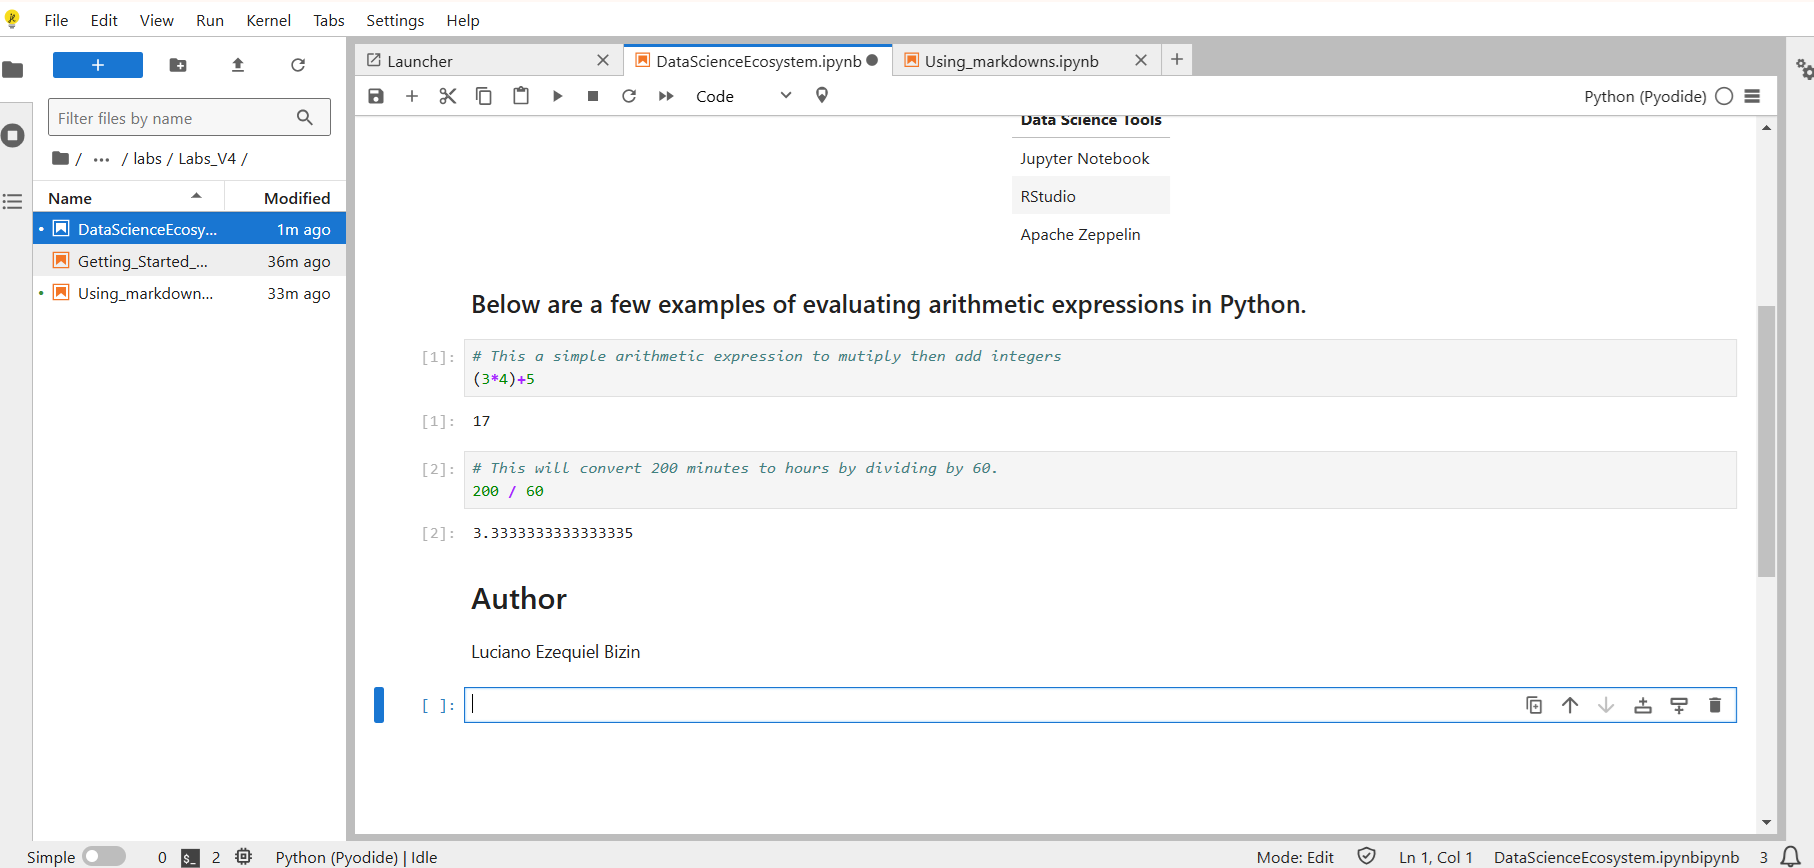 File Edit View Run Kernel Tabs Settings Help
+
Filter files by name
/ ... / labs / Labs_V4 /
Name Modified
DataScienceEcosy... 1m ago
Getting_Started_... 36m ago
Using_markdown... 33m ago
Launcher DataScienceEcosystem.ipynb Using_markdowns.ipynb +
Code Python (Pyodide)
Data Science Tools
Jupyter Notebook
RStudio
Apache Zeppelin
Below are a few examples of evaluating arithmetic expressions in Python.
[1]: # This a simple arithmetic expression to mutiply then add integers
(3*4)+5
[1]: 17
[2]: # This will convert 200 minutes to hours by dividing by 60.
200 / 60
[2]: 3.3333333333333335
Author
Luciano Ezequiel Bizin
[ ]:
Simple 0 $_ 2 Python (Pyodide) | Idle Mode: Edit Ln 1, Col 1 DataScienceEcosystem.ipynbipynb 3